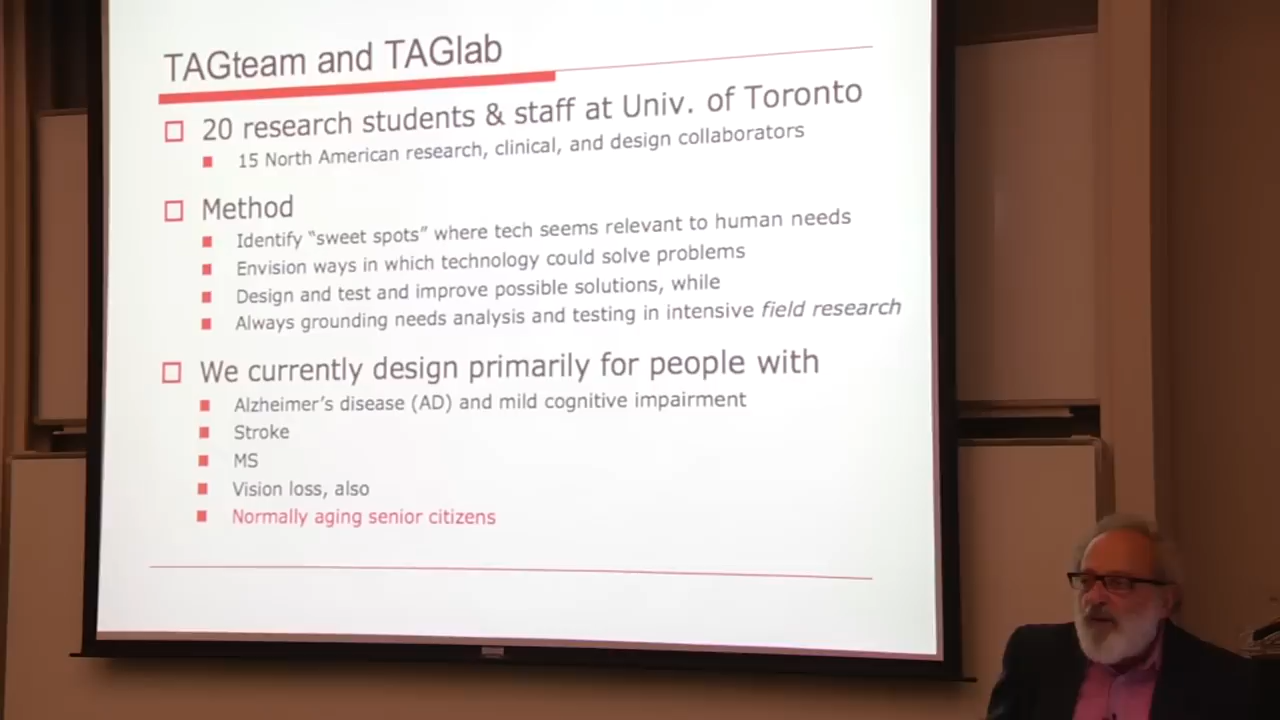 TAGteam and TAGlab
20 research students & staff at Univ. of Toronto
15 North American research, clinical, and design collaborators
Method
Identify “sweet spots” where tech seems relevant to human needs
Envision ways in which technology could solve problems
Design and test and improve possible solutions, while
Always grounding needs analysis and testing in intensive field research
We currently design primarily for people with
Alzheimer’s disease (AD) and mild cognitive impairment
Stroke
MS
Vision loss, also
Normally aging senior citizens